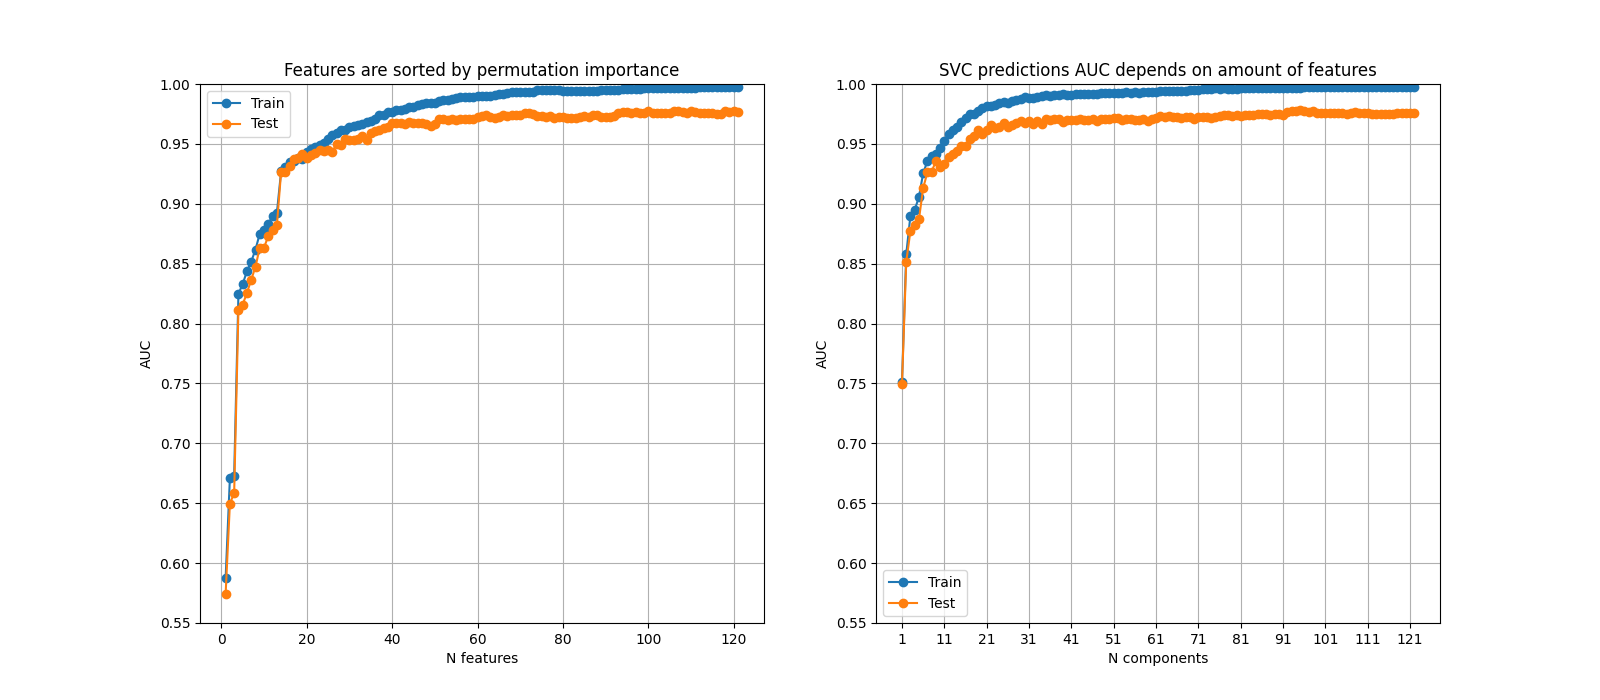 Features are sorted by permutation importance
Train
Test
1.00
0.95
0.90
0.85
0.80
0.75
0.70
0.65
0.60
0.55
AUC
0 20 40 60 80 100 120
N features
SVC predictions AUC depends on amount of features
1.00
0.95
0.90
0.85
0.80
0.75
0.70
0.65
0.60
0.55
AUC
Train
Test
1 11 21 31 41 51 61 71 81 91 101 111 121
N components